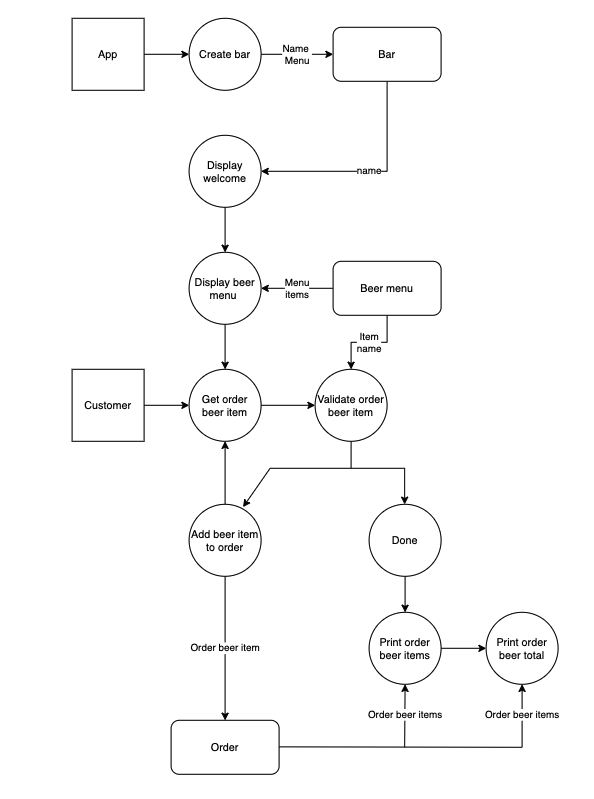 App
Create bar
Name
Menu
Bar
Display
welcome
name
Display beer
menu
Menu
items
Beer menu
Item
name
Customer
Get order
beer item
Validate order
beer item
Add beer item
to order
Done
Order beer item
Print order
beer items
Print order
beer total
Order beer items
Order beer items
Order